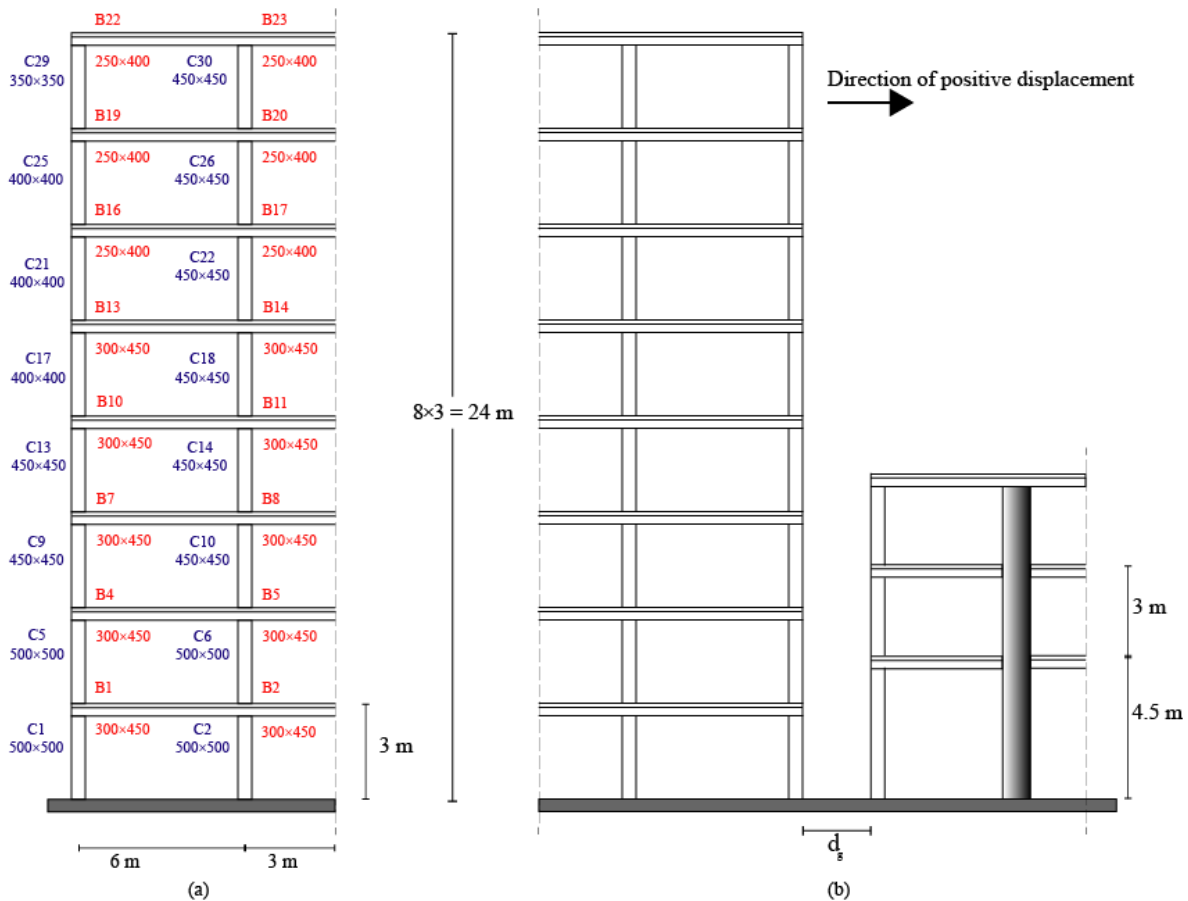 B22 B23
C29 250×400 C30 250×400
350×350 450×450
B19 B20
C25 250×400 C26 250×400
400×400 450×450
B16 B17
C21 250×400 C22 250×400
400×400 450×450
B13 B14
C17 300×450 C18 300×450
400×400 450×450
B10 B11
C13 300×450 C14 300×450
450×450 450×450
B7 B8
C9 300×450 C10 300×450
450×450 450×450
B4 B5
C5 300×450 C6 300×450
500×500 500×500
B1 B2
C1 300×450 C2 300×450
500×500 500×500
3 m
6 m 3 m
(a)
8×3 = 24 m
Direction of positive displacement
3 m
4.5 m
dg
(b)